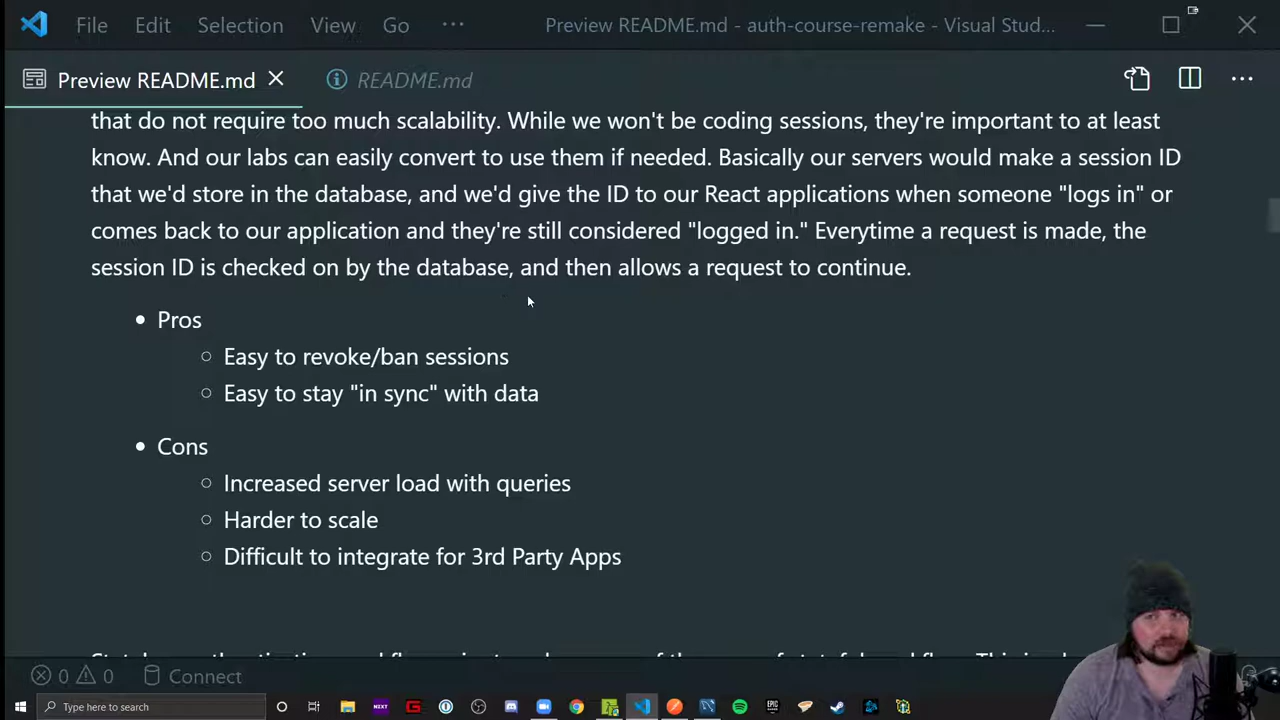 File Edit Selection View Go ··· Preview README.md - auth-course-remake - Visual Stud...
Preview README.md README.md
that do not require too much scalability. While we won't be coding sessions, they're important to at least
know. And our labs can easily convert to use them if needed. Basically our servers would make a session ID
that we'd store in the database, and we'd give the ID to our React applications when someone "logs in" or
comes back to our application and they're still considered "logged in." Everytime a request is made, the
session ID is checked on by the database, and then allows a request to continue.
Pros
Easy to revoke/ban sessions
Easy to stay "in sync" with data
Cons
Increased server load with queries
Harder to scale
Difficult to integrate for 3rd Party Apps
0 0 Connect
Type here to search